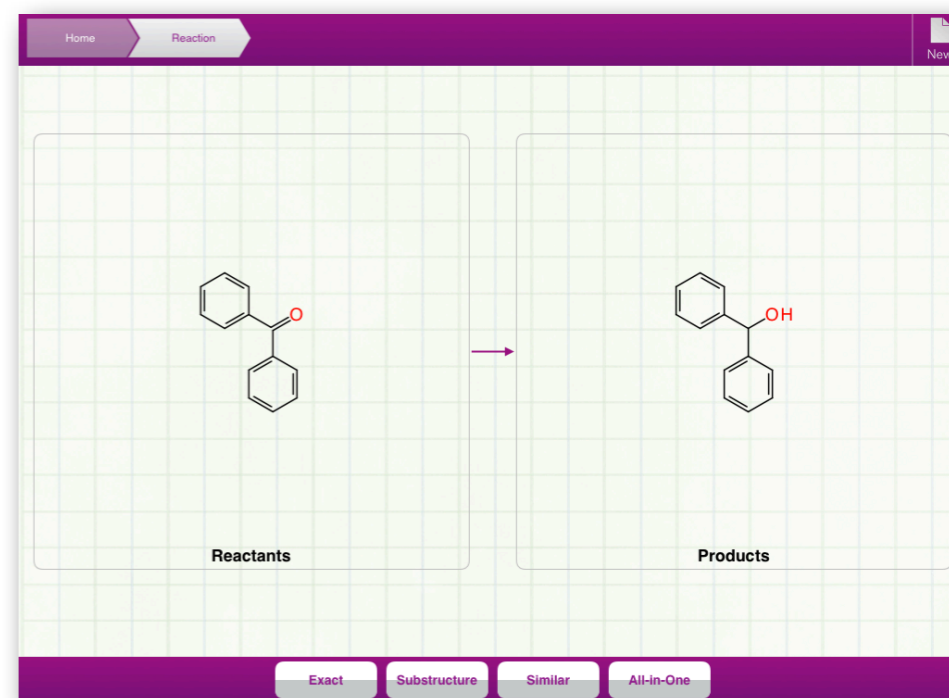 Home
Reaction
New
O
OH
Reactants
Products
Exact
Substructure
Similar
All-in-One